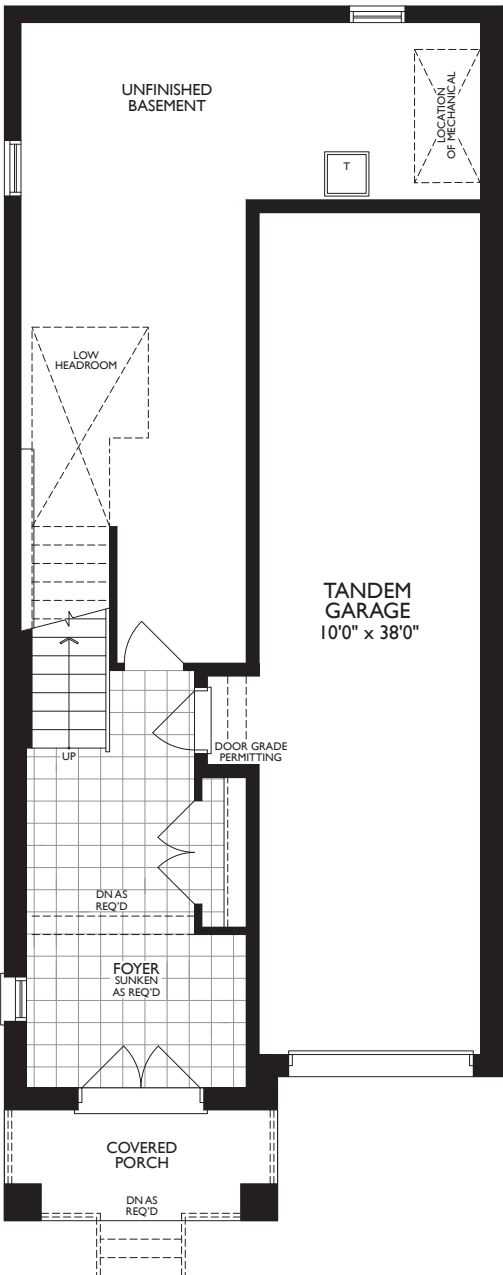 UNFINISHED
BASEMENT
LOCATION
OF MECHANICAL
T
LOW
HEADROOM
TANDEM
GARAGE
10'0" x 38'0"
UP
DOOR GRADE
PERMITTING
DN AS
REQ'D
FOYER
SUNKEN
AS REQ'D
COVERED
PORCH
DN AS
REQ'D